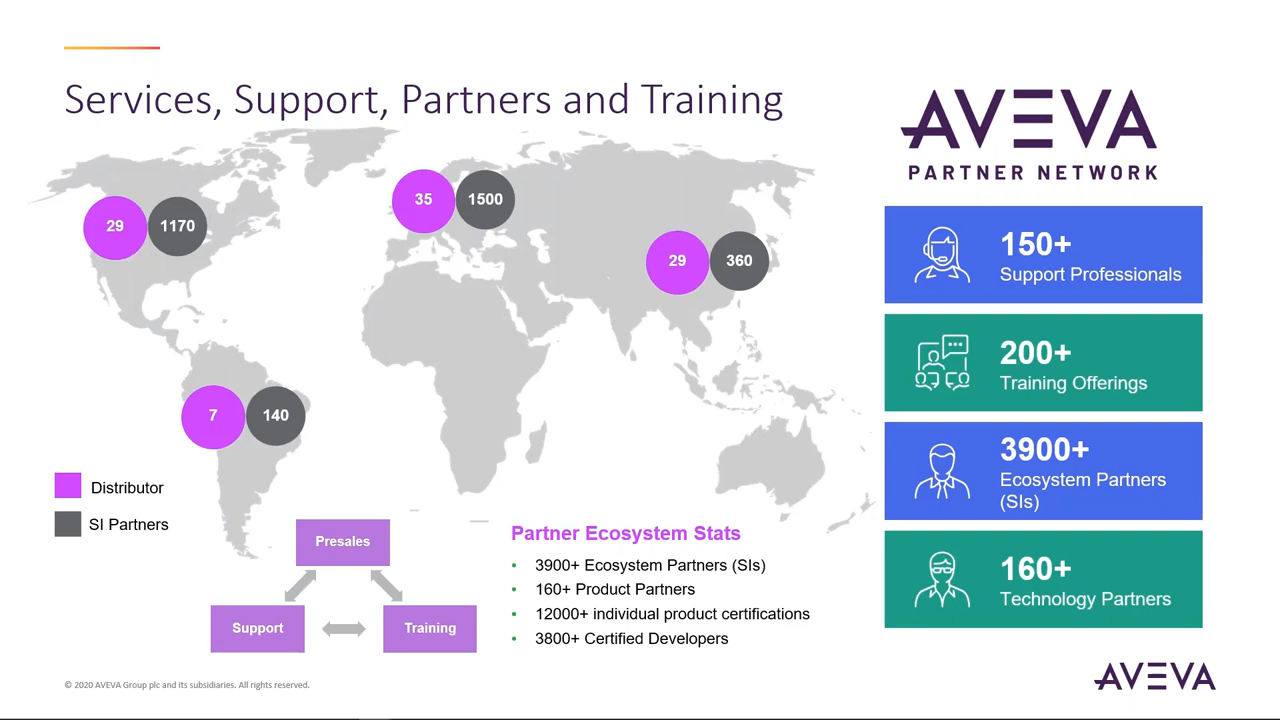 Services, Support, Partners and Training
AVEVA
PARTNER NETWORK
29
1170
35
1500
29
360
7
140
Distributor
SI Partners
Presales
Support
Training
Partner Ecosystem Stats
• 3900+ Ecosystem Partners (SIs)
• 160+ Product Partners
• 12000+ individual product certifications
• 3800+ Certified Developers
150+
Support Professionals
200+
Training Offerings
3900+
Ecosystem Partners
(SIs)
160+
Technology Partners
© 2020 AVEVA Group plc and its subsidiaries. All rights reserved.
AVEVA